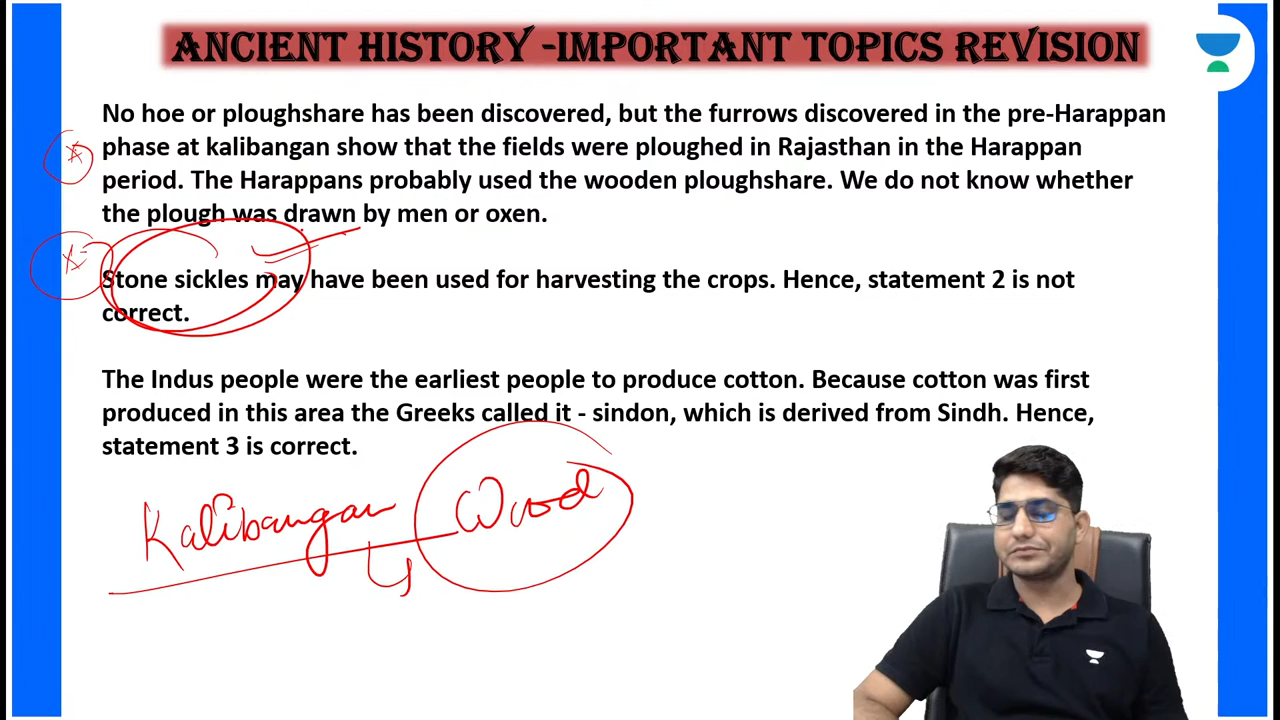 ANCIENT HISTORY -IMPORTANT TOPICS REVISION
No hoe or ploughshare has been discovered, but the furrows discovered in the pre-Harappan
phase at kalibangan show that the fields were ploughed in Rajasthan in the Harappan
period. The Harappans probably used the wooden ploughshare. We do not know whether
the plough was drawn by men or oxen.
Stone sickles may have been used for harvesting the crops. Hence, statement 2 is not
correct.
The Indus people were the earliest people to produce cotton. Because cotton was first
produced in this area the Greeks called it - sindon, which is derived from Sindh. Hence,
statement 3 is correct.
Kalibangan Wood